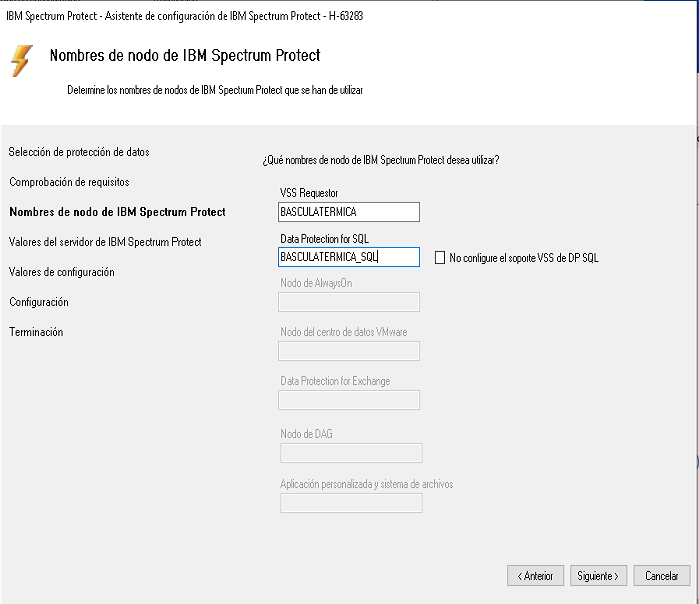 IBM Spectrum Protect - Asistente de configuración de IBM Spectrum Protect - H-63283
Nombres de nodo de IBM Spectrum Protect
Determine los nombres de nodos de IBM Spectrum Protect que se han de utilizar
Selección de protección de datos
Comprobación de requisitos
Nombres de nodo de IBM Spectrum Protect
Valores del servidor de IBM Spectrum Protect
Valores de configuración
Configuración
Terminación
¿Qué nombres de nodo de IBM Spectrum Protect desea utilizar?
VSS Requestor
BASCULATERMICA
Data Protection for SQL
BASCULATERMICA_SQL
No configure el soporte VSS de DP SQL
Nodo de AlwaysOn
Nodo del centro de datos VMware
Data Protection for Exchange
Nodo de DAG
Aplicación personalizada y sistema de archivos
< Anterior
Siguiente >
Cancelar